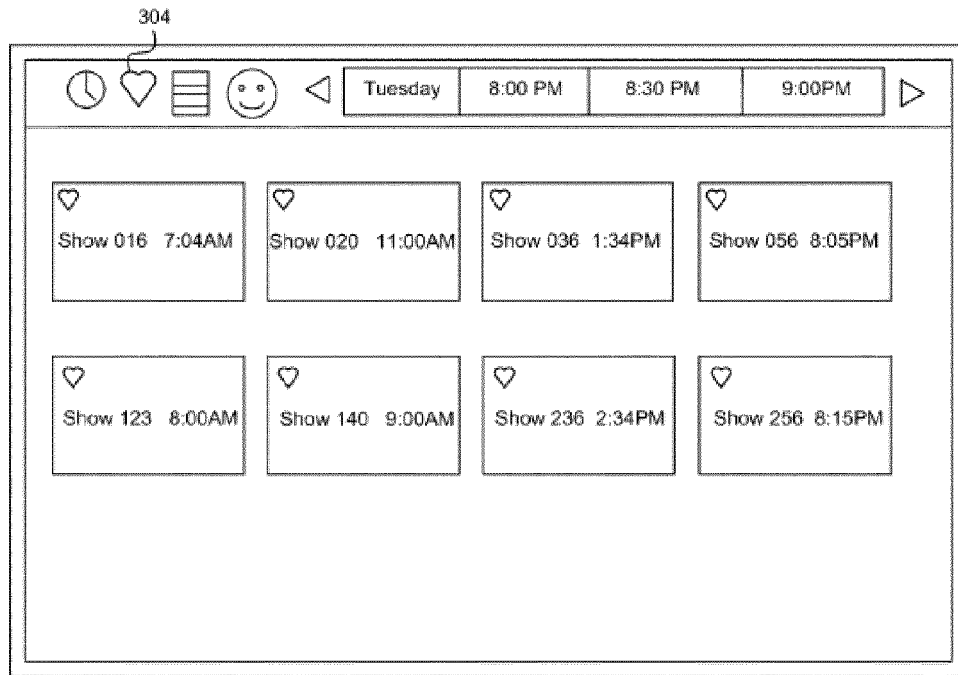 304
Tuesday 8:00 PM 8:30 PM 9:00PM
Show 016 7:04AM Show 020 11:00AM Show 036 1:34PM Show 056 8:05PM
Show 123 8:00AM Show 140 9:00AM Show 236 2:34PM Show 256 8:15PM